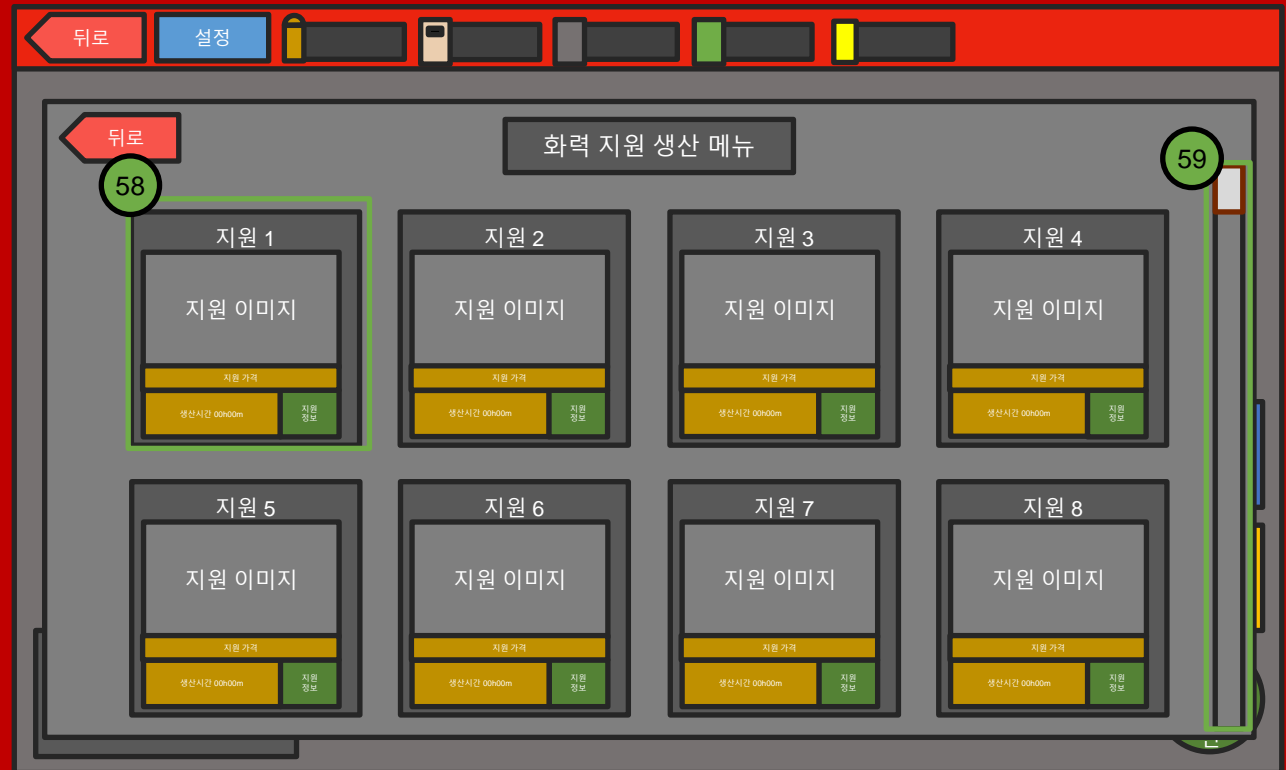 뒤로
설정
뒤로
화력 지원 생산 메뉴
58
59
지원 1
지원 2
지원 3
지원 4
지원 이미지
지원 이미지
지원 이미지
지원 이미지
지원 가격
지원 가격
지원 가격
지원 가격
생산시간 00h00m
지원
정보
생산시간 00h00m
지원
정보
생산시간 00h00m
지원
정보
생산시간 00h00m
지원
정보
지원 5
지원 6
지원 7
지원 8
지원 이미지
지원 이미지
지원 이미지
지원 이미지
지원 가격
지원 가격
지원 가격
지원 가격
생산시간 00h00m
지원
정보
생산시간 00h00m
지원
정보
생산시간 00h00m
지원
정보
생산시간 00h00m
지원
정보